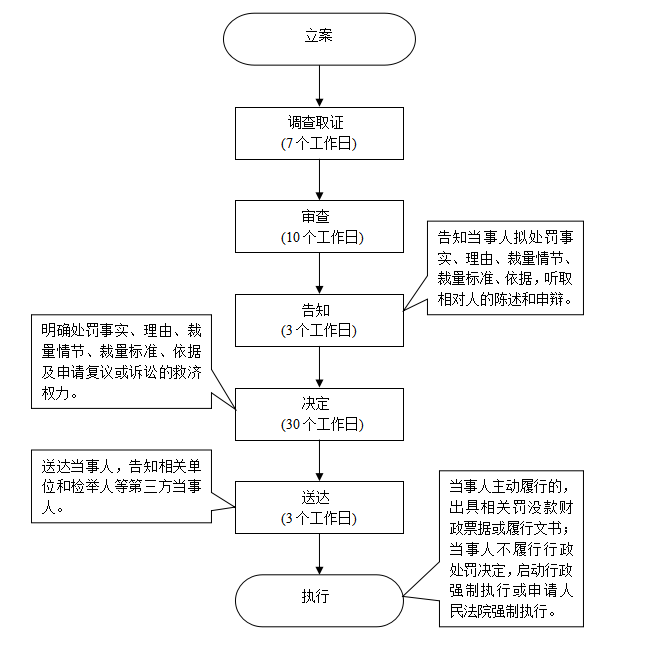 立案
调查取证
(7个工作日)
审查
(10个工作日)
告知当事人拟处罚事
实、理由、裁量情节、
裁量标准、依据，听取
相对人的陈述和申辩。
告知
(3个工作日)
明确处罚事实、理由、裁
量情节、裁量标准、依据
及申请复议或诉讼的救济
权力。
决定
(30个工作日)
送达当事人，告知相关单
位和检举人等第三方当事
人。
送达
(3个工作日)
当事人主动履行的，
出具相关罚没款财
政票据或履行文书；
当事人不履行行政
处罚决定，启动行政
强制执行或申请人
民法院强制执行。
执行